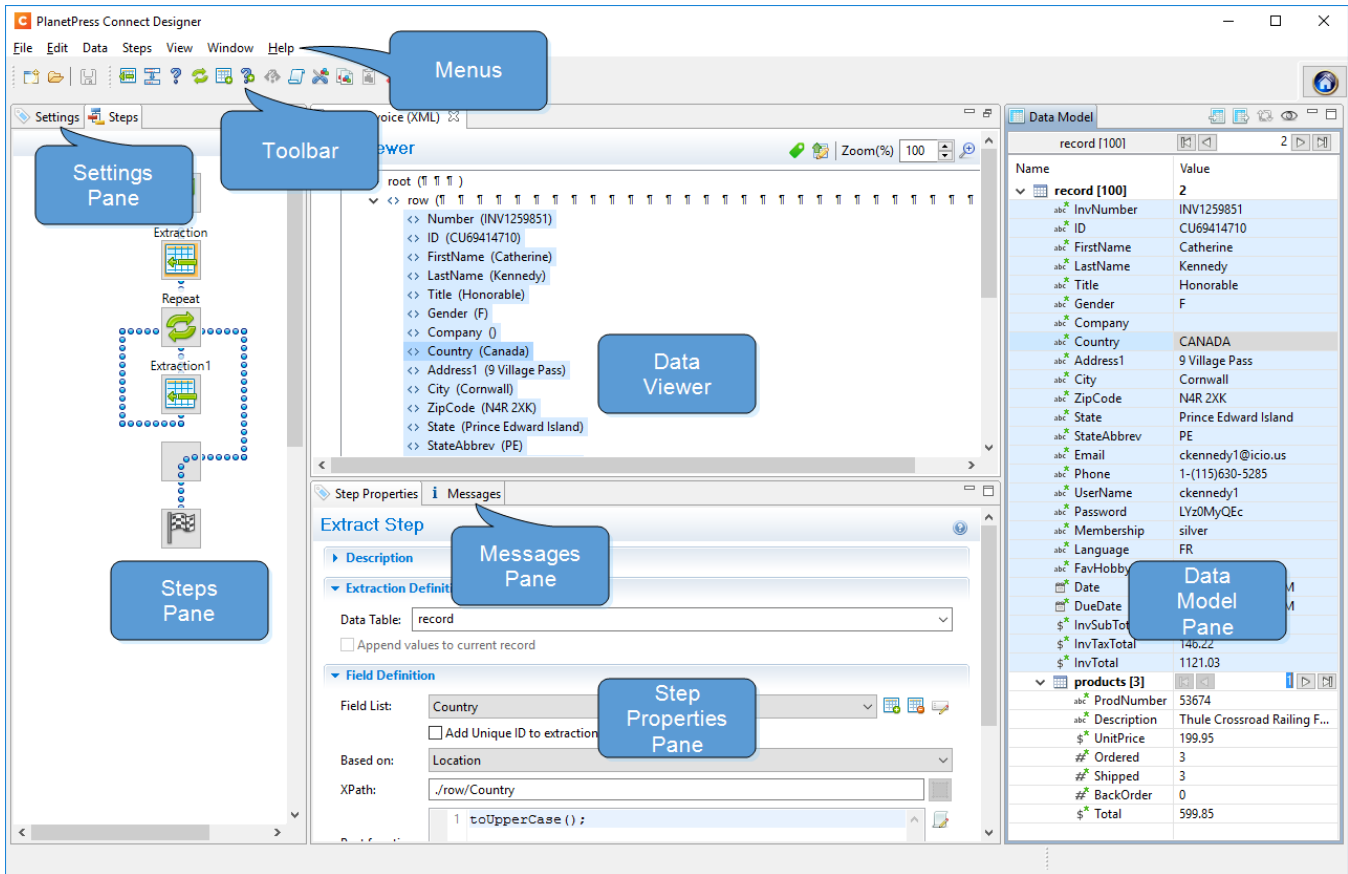 PlanetPress Connect Designer
File Edit Data Steps View Window Help
Menus
Toolbar
Settings Steps
Settings
Pane
Extraction
Repeat
Extraction1
Steps
Pane
voice (XML)
ewer
Zoom(%) 100
root (¶ ¶ ¶ )
row (¶ ¶ ¶ ¶ ¶ ¶ ¶ ¶ ¶ ¶ ¶ ¶ ¶ ¶ ¶ ¶ ¶ ¶ ¶ ¶ ¶ ¶ ¶ ¶ ¶ ¶ ¶ ¶ ¶
<> Number (INV1259851)
<> ID (CU69414710)
<> FirstName (Catherine)
<> LastName (Kennedy)
<> Title (Honorable)
<> Gender (F)
<> Company ()
<> Country (Canada)
<> Address1 (9 Village Pass)
<> City (Cornwall)
<> ZipCode (N4R 2XK)
<> State (Prince Edward Island)
<> StateAbbrev (PE)
Data
Viewer
Step Properties Messages
Extract Step
Messages
Pane
Description
Extraction Definiti
Data Table: record
Append values to current record
Field Definition
Field List: Country
Add Unique ID to extraction
Based on: Location
XPath: ./row/Country
1 toUpperCase();
Step
Properties
Pane
Data Model
record [100] 2
Name Value
record [100] 2
InvNumber INV1259851
ID CU69414710
FirstName Catherine
LastName Kennedy
Title Honorable
Gender F
Company
Country CANADA
Address1 9 Village Pass
City Cornwall
ZipCode N4R 2XK
State Prince Edward Island
StateAbbrev PE
Email ckennedy1@icio.us
Phone 1-(115)630-5285
UserName ckennedy1
Password LYz0MyQEc
Membership silver
Language FR
FavHobby
Date M
DueDate M
InvSubTot
InvTaxTotal 146.22
InvTotal 1121.03
products [3] 1
ProdNumber 53674
Description Thule Crossroad Railing F...
UnitPrice 199.95
Ordered 3
Shipped 3
BackOrder 0
Total 599.85
Data
Model
Pane